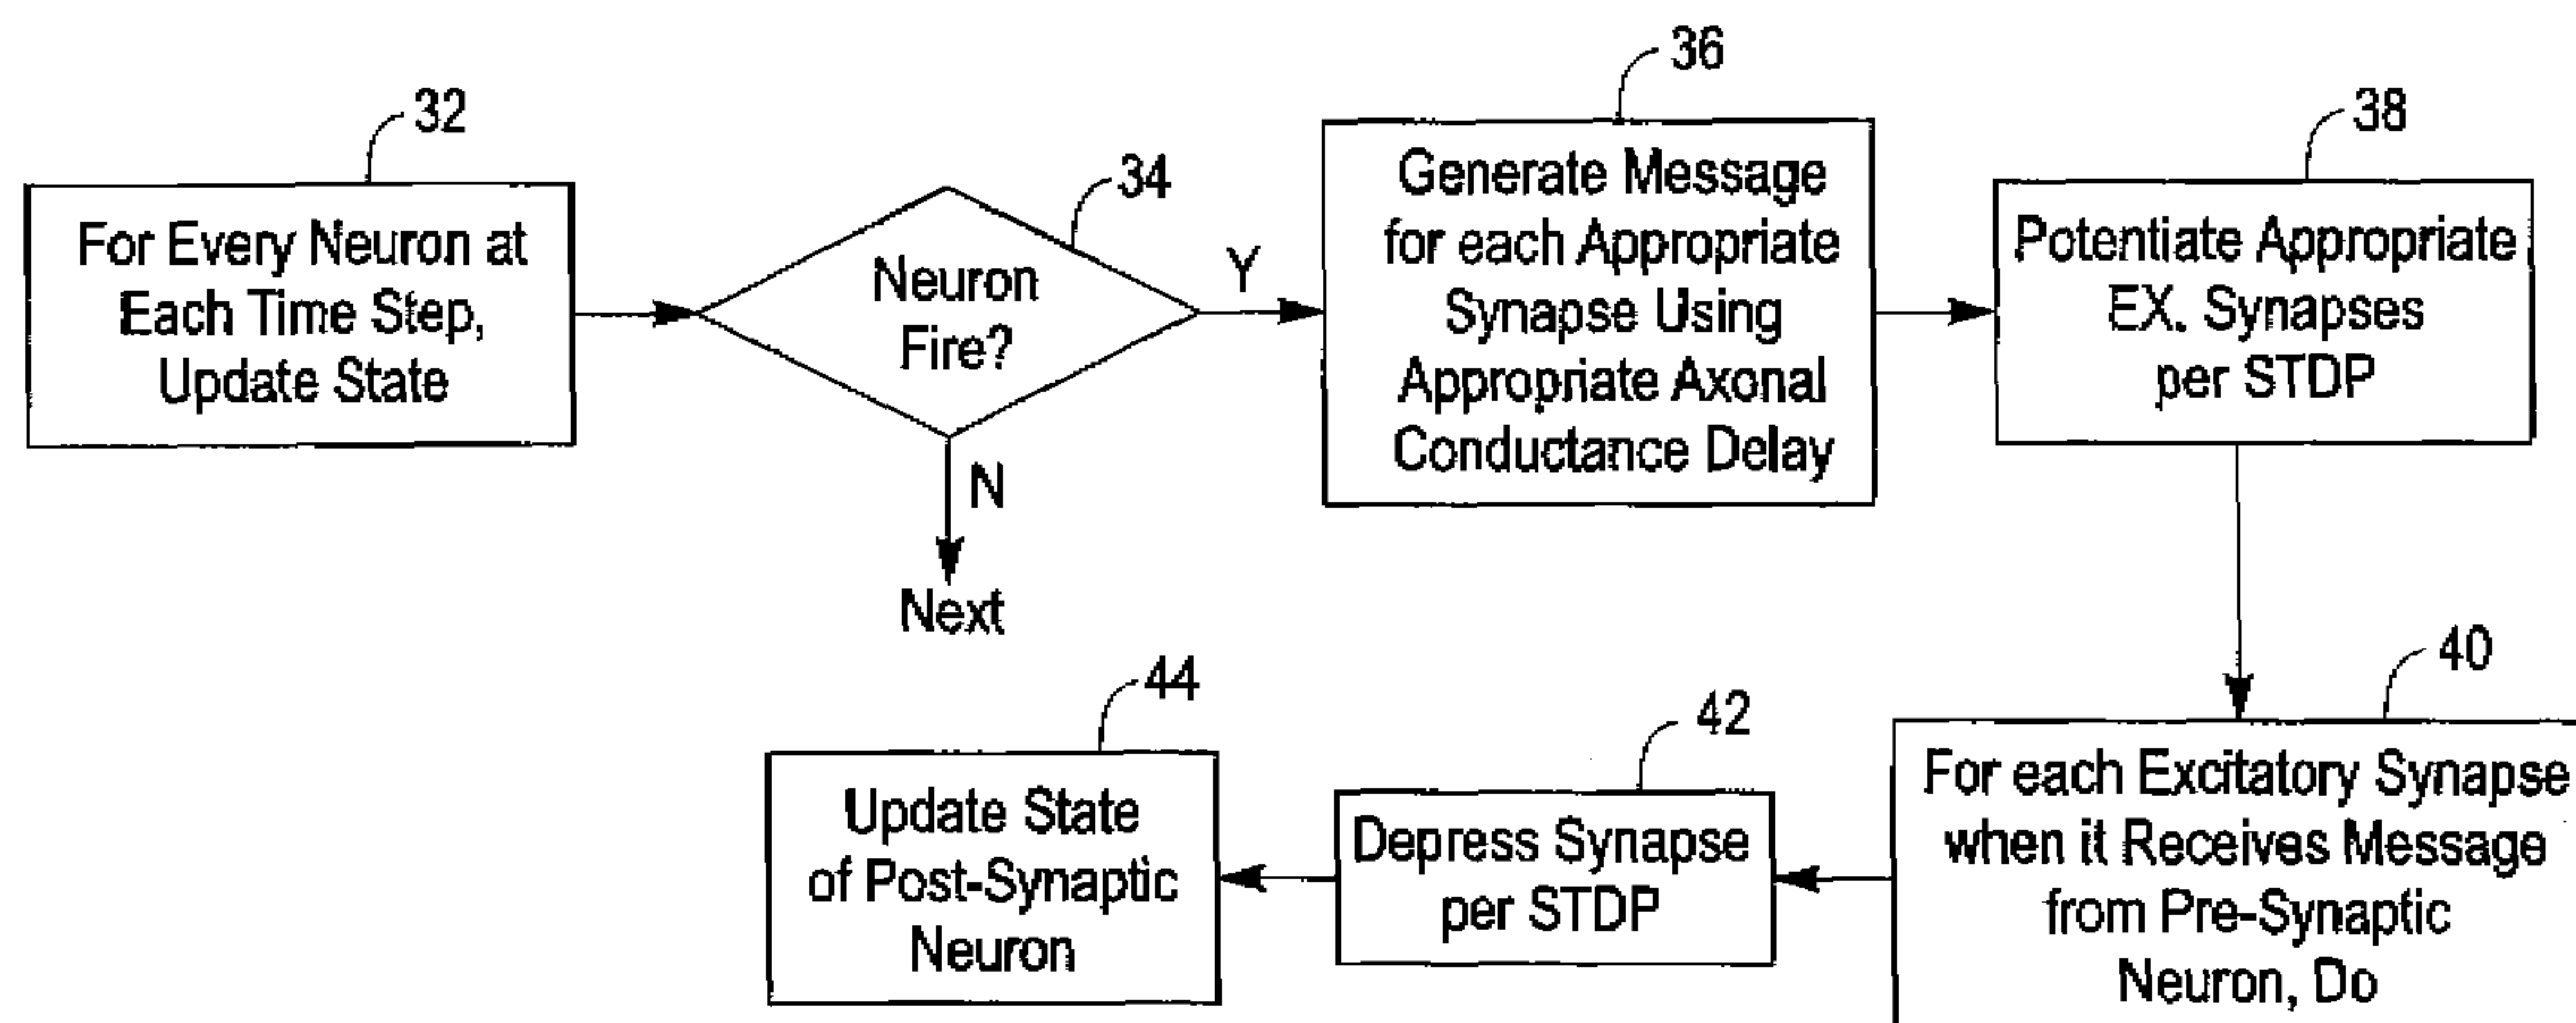 32
For Every Neuron at
Each Time Step,
Update State
34
Neuron
Fire?
Y
N
Next
36
Generate Message
for each Appropriate
Synapse Using
Appropriate Axonal
Conductance Delay
38
Potentiate Appropriate
EX. Synapses
per STDP
40
For each Excitatory Synapse
when it Receives Message
from Pre-Synaptic
Neuron, Do
42
Depress Synapse
per STDP
44
Update State
of Post-Synaptic
Neuron